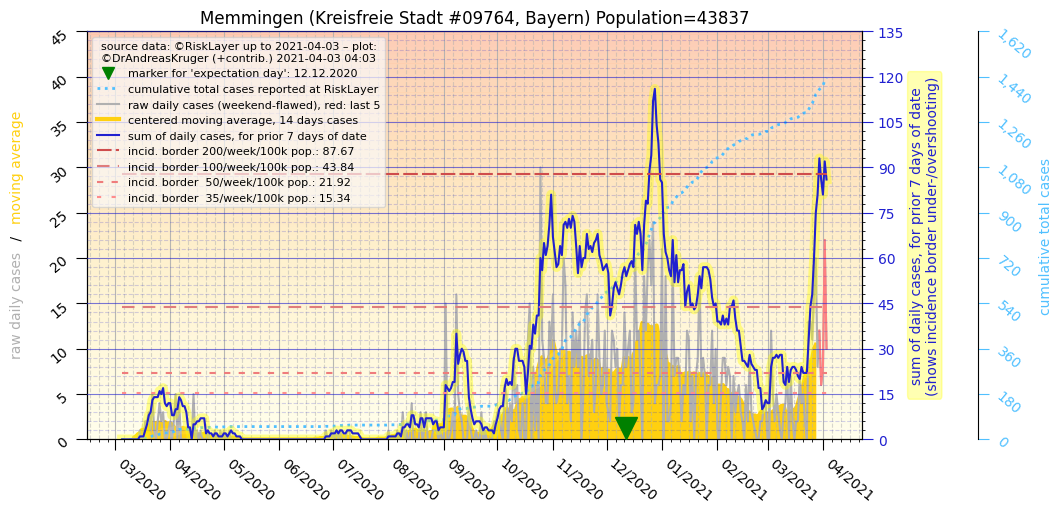 Memmingen (Kreisfreie Stadt #09764, Bayern) Population=43837
source data: ©RiskLayer up to 2021-04-03 – plot:
©DrAndreasKruger (+contrib.) 2021-04-03 04:03
marker for 'expectation day': 12.12.2020
cumulative total cases reported at RiskLayer
raw daily cases (weekend-flawed), red: last 5
centered moving average, 14 days cases
sum of daily cases, for prior 7 days of date
incid. border 200/week/100k pop.: 87.67
incid. border 100/week/100k pop.: 43.84
incid. border  50/week/100k pop.: 21.92
incid. border  35/week/100k pop.: 15.34
raw daily cases  /  moving average
45
40
35
30
25
20
15
10
5
0
03/2020
04/2020
05/2020
06/2020
07/2020
08/2020
09/2020
10/2020
11/2020
12/2020
01/2021
02/2021
03/2021
04/2021
135
120
105
90
75
60
45
30
15
0
sum of daily cases, for prior 7 days of date
(shows incidence border under-/overshooting)
1,620
1,440
1,260
1,080
900
720
540
360
180
0
cumulative total cases